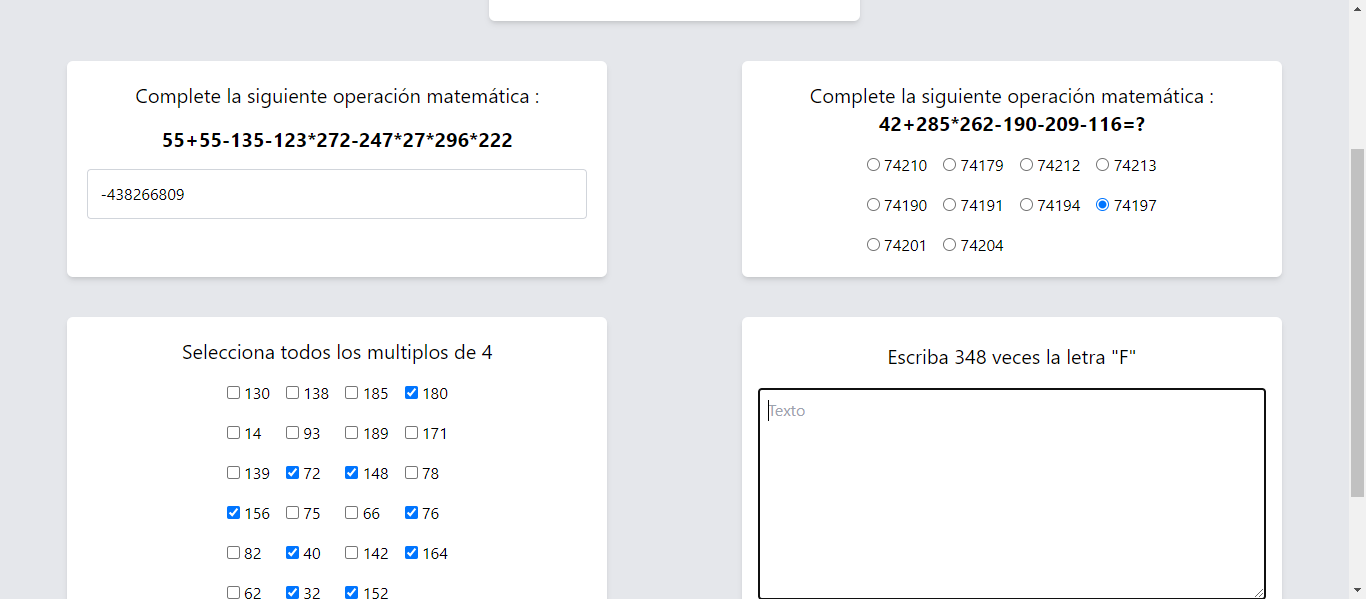 Complete la siguiente operación matemática :
55+55-135-123*272-247*27*296*222
-438266809
Complete la siguiente operación matemática :
42+285*262-190-209-116=?
74210 74179 74212 74213
74190 74191 74194 74197
74201 74204
Selecciona todos los multiplos de 4
130 138 185 180
14 93 189 171
139 72 148 78
156 75 66 76
82 40 142 164
62 32 152
Escriba 348 veces la letra "F"
Texto